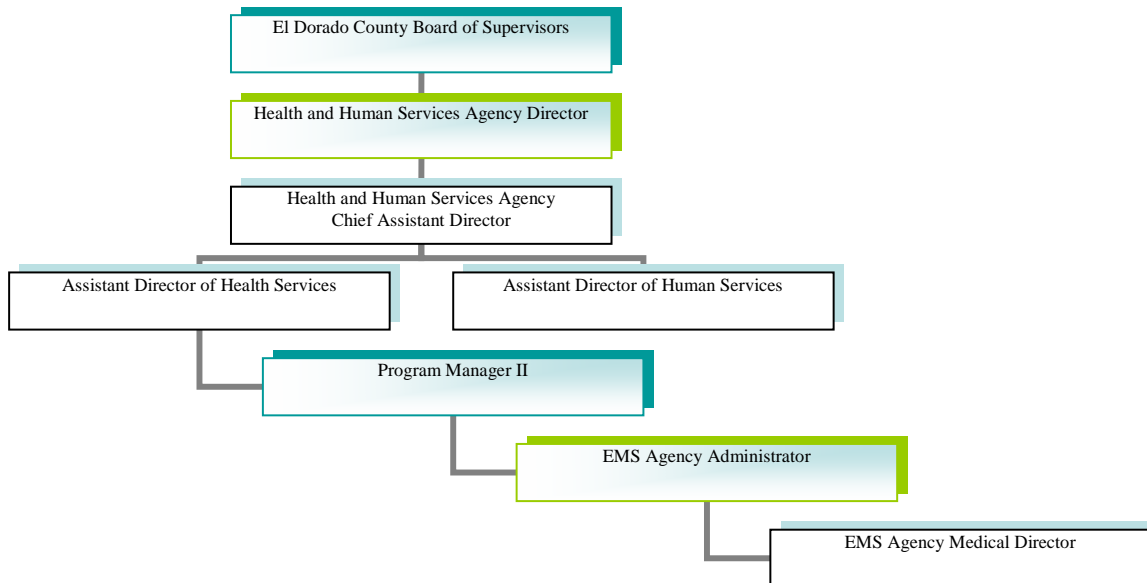 El Dorado County Board of Supervisors
Health and Human Services Agency Director
Health and Human Services Agency
Chief Assistant Director
Assistant Director of Health Services
Assistant Director of Human Services
Program Manager II
EMS Agency Administrator
EMS Agency Medical Director